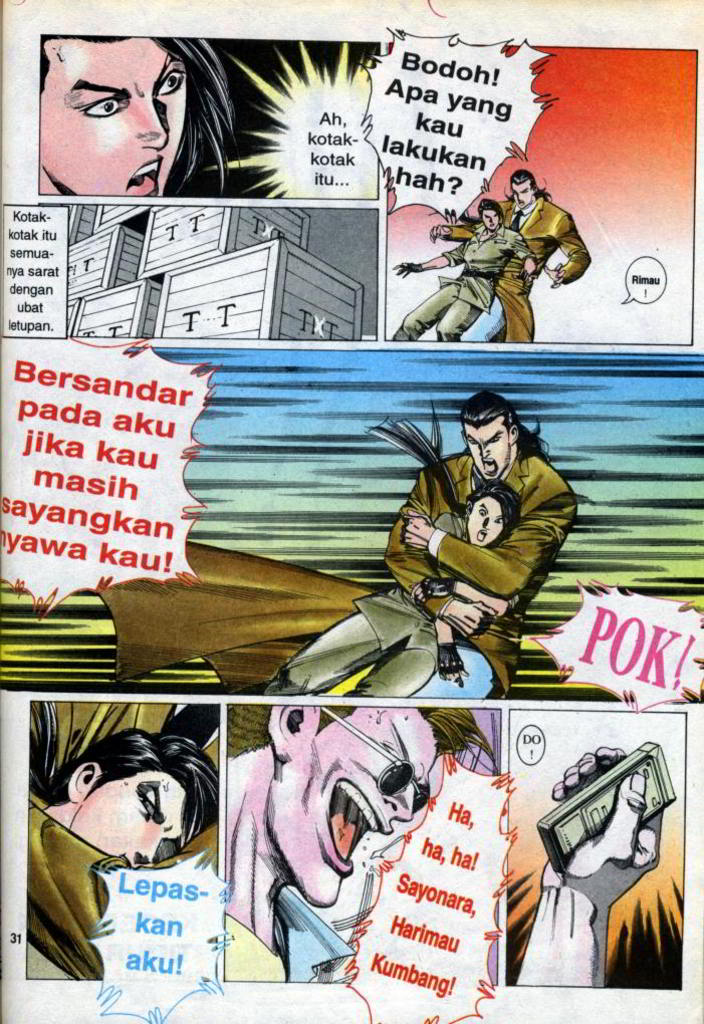 Ah,
kotak-
kotak
itu...
Bodoh!
Apa yang
kau
lakukan
hah?
Kotak-
kotak itu
semua-
nya sarat
dengan
ubat
letupan.
T T
T T
T T
T T
T T
Rimau
!
Bersandar
pada aku
jika kau
masih
sayangkan
nyawa kau!
POK!
Lepas-
kan
aku!
Ha,
ha, ha!
Sayonara,
Harimau
Kumbang!
DO
!
31